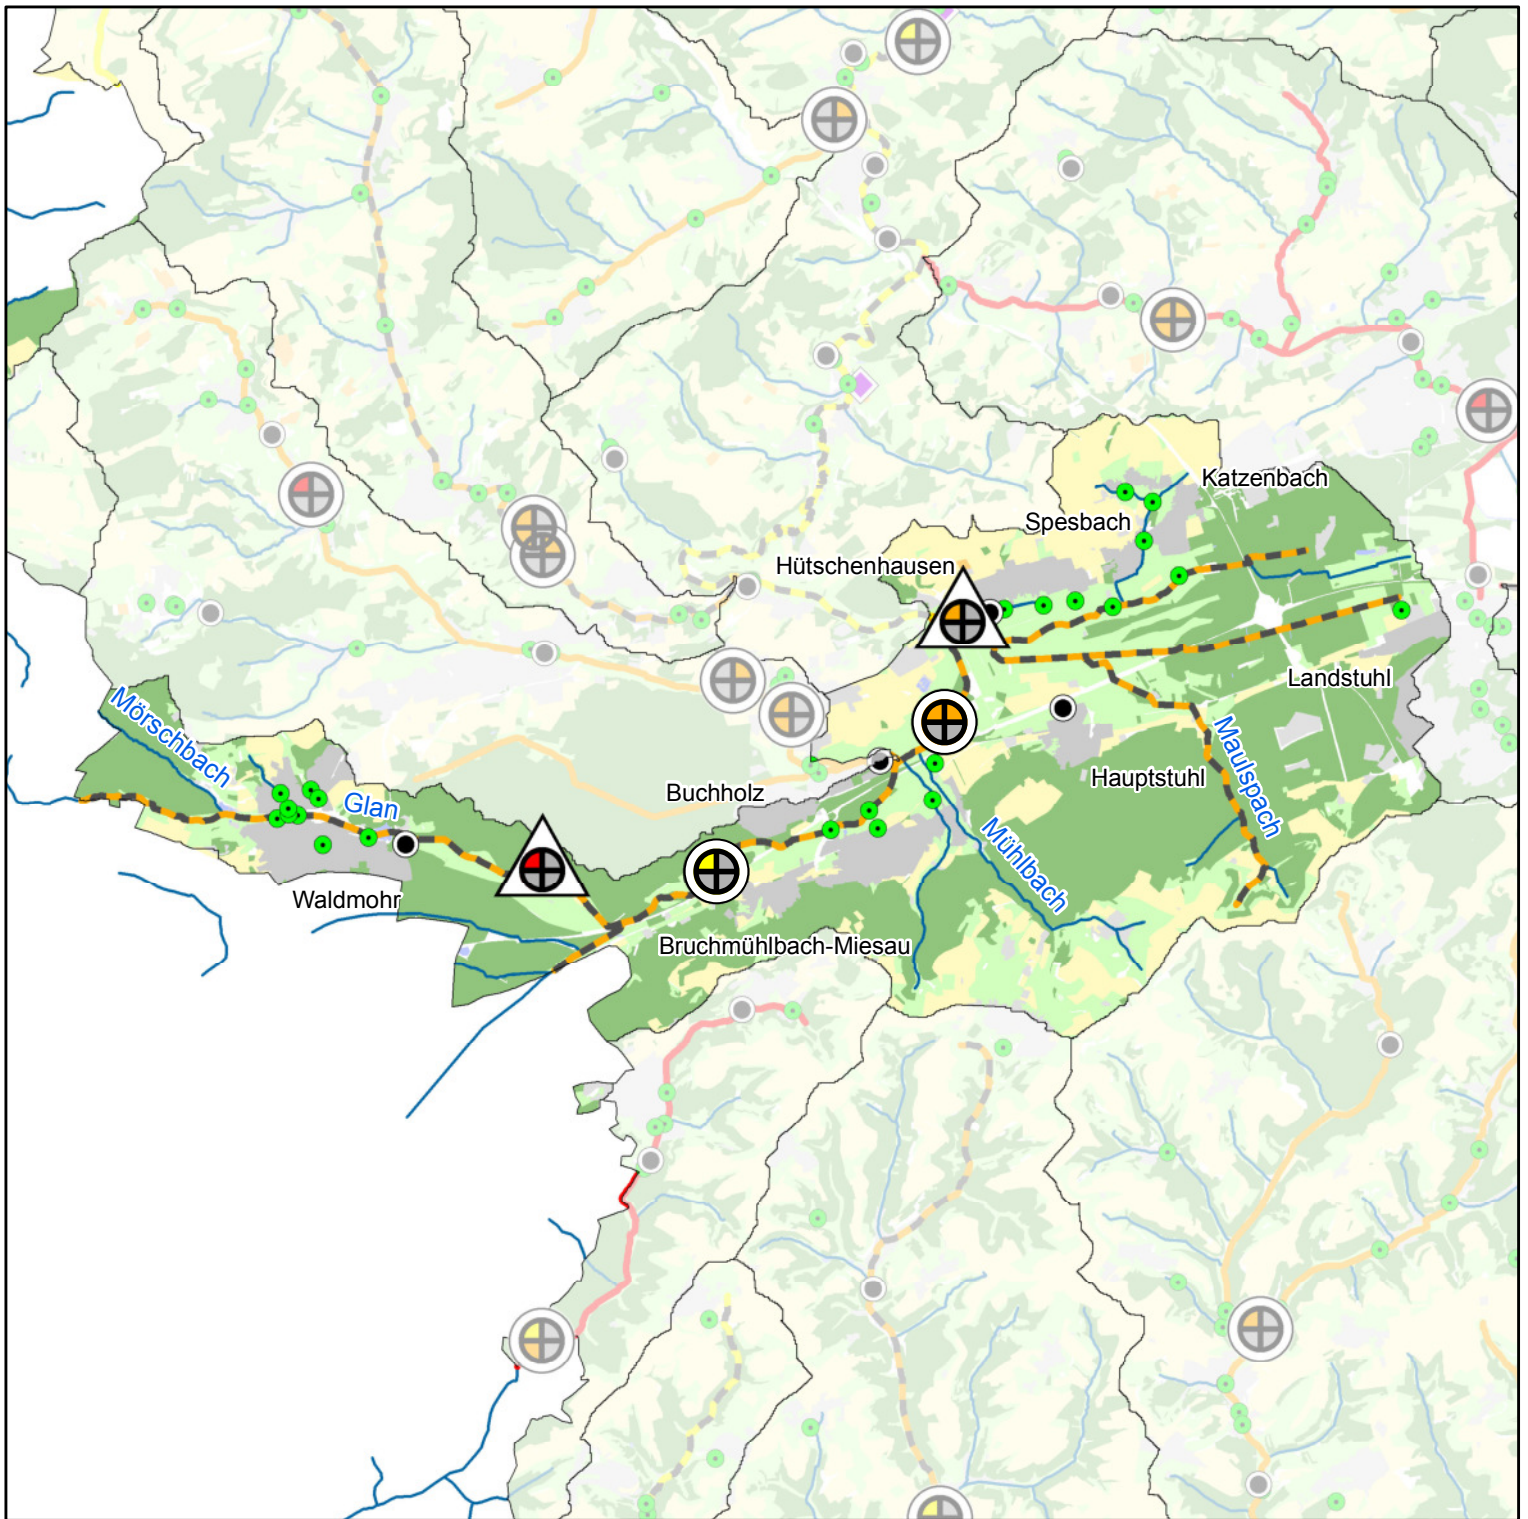 Katzenbach
Spesbach
Hütschenhausen
Landstuhl
Mörschbach
Maulspach
Hauptstuhl
Buchholz
Glan
Mühlbach
Waldmohr
Bruchmühlbach-Miesau